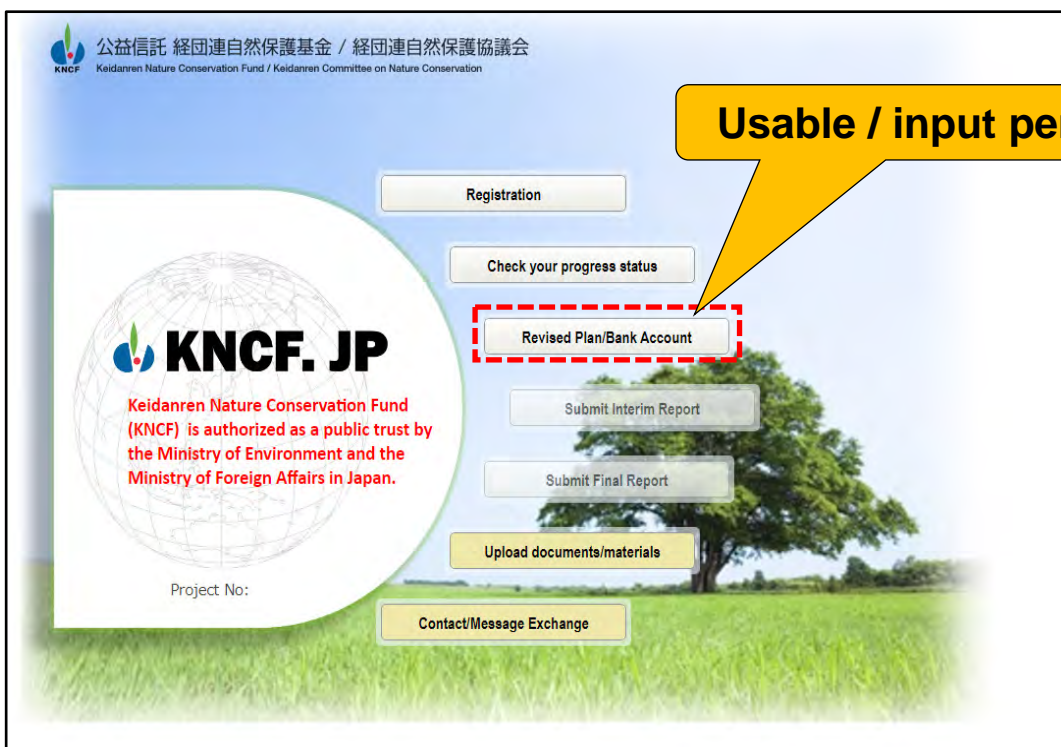 公益信託 経団連自然保護基金 / 経団連自然保護協議会
KNCF
Keidanren Nature Conservation Fund / Keidanren Committee on Nature Conservation
Usable / input
Registration
Check your progress status
Revised Plan/Bank Account
KNCF. JP
Keidanren Nature Conservation Fund
(KNCF) is authorized as a public trust by
the Ministry of Environment and the
Ministry of Foreign Affairs in Japan.
Submit Interim Report
Submit Final Report
Upload documents/materials
Project No:
Contact/Message Exchange